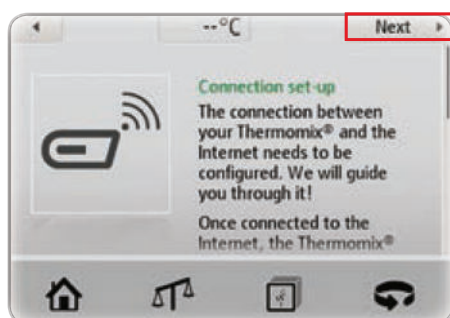 --°C
Next
Connection set-up
The connection between
your Thermomix® and the
Internet needs to be
configured. We will guide
you through it!
Once connected to the
Internet, the Thermomix®